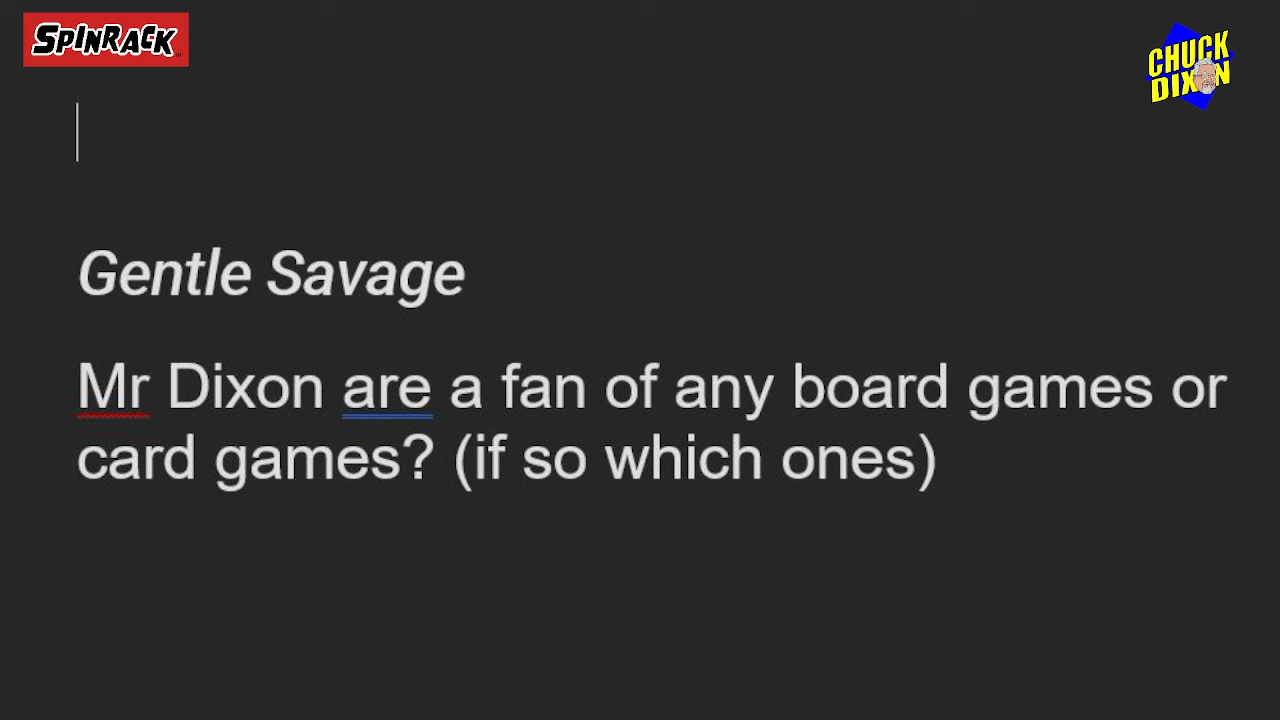 SPINRACK
CHUCK
DIXON
Gentle Savage
Mr Dixon are a fan of any board games or
card games? (if so which ones)